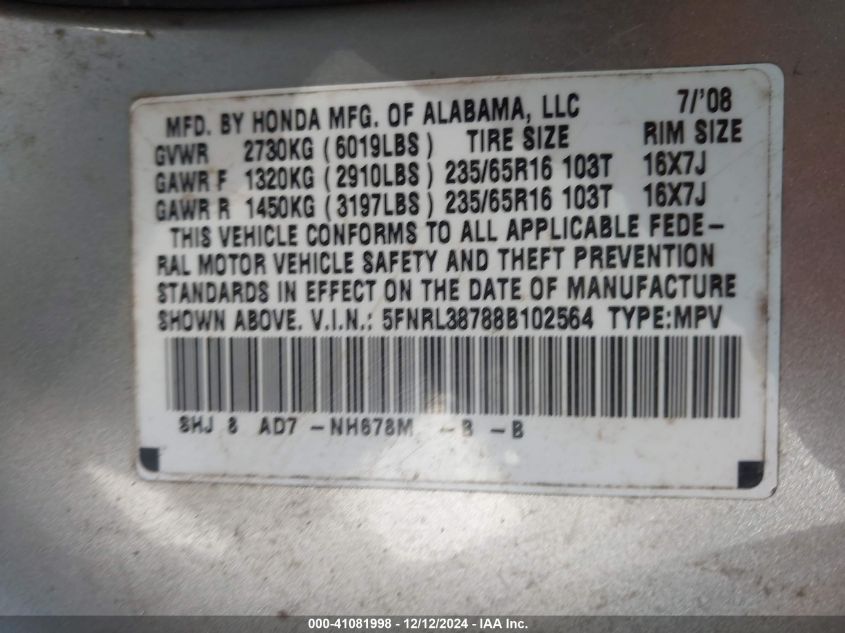 MFD. BY HONDA MFG. OF ALABAMA, LLC 7/'08
GVWR 2730KG (6019LBS) TIRE SIZE RIM SIZE
GAWR F 1320KG (2910LBS) 235/65R16 103T 16X7J
GAWR R 1450KG (3197LBS) 235/65R16 103T 16X7J
THIS VEHICLE CONFORMS TO ALL APPLICABLE FEDE-
RAL MOTOR VEHICLE SAFETY AND THEFT PREVENTION
STANDARDS IN EFFECT ON THE DATE OF MANUFACTURE
SHOWN ABOVE. V.I.N.: 5FNRL38788B102564 TYPE:MPV
SHJ 8 AD7 -NH678M -B -B
000-41081998 - 12/12/2024 - IAA Inc.